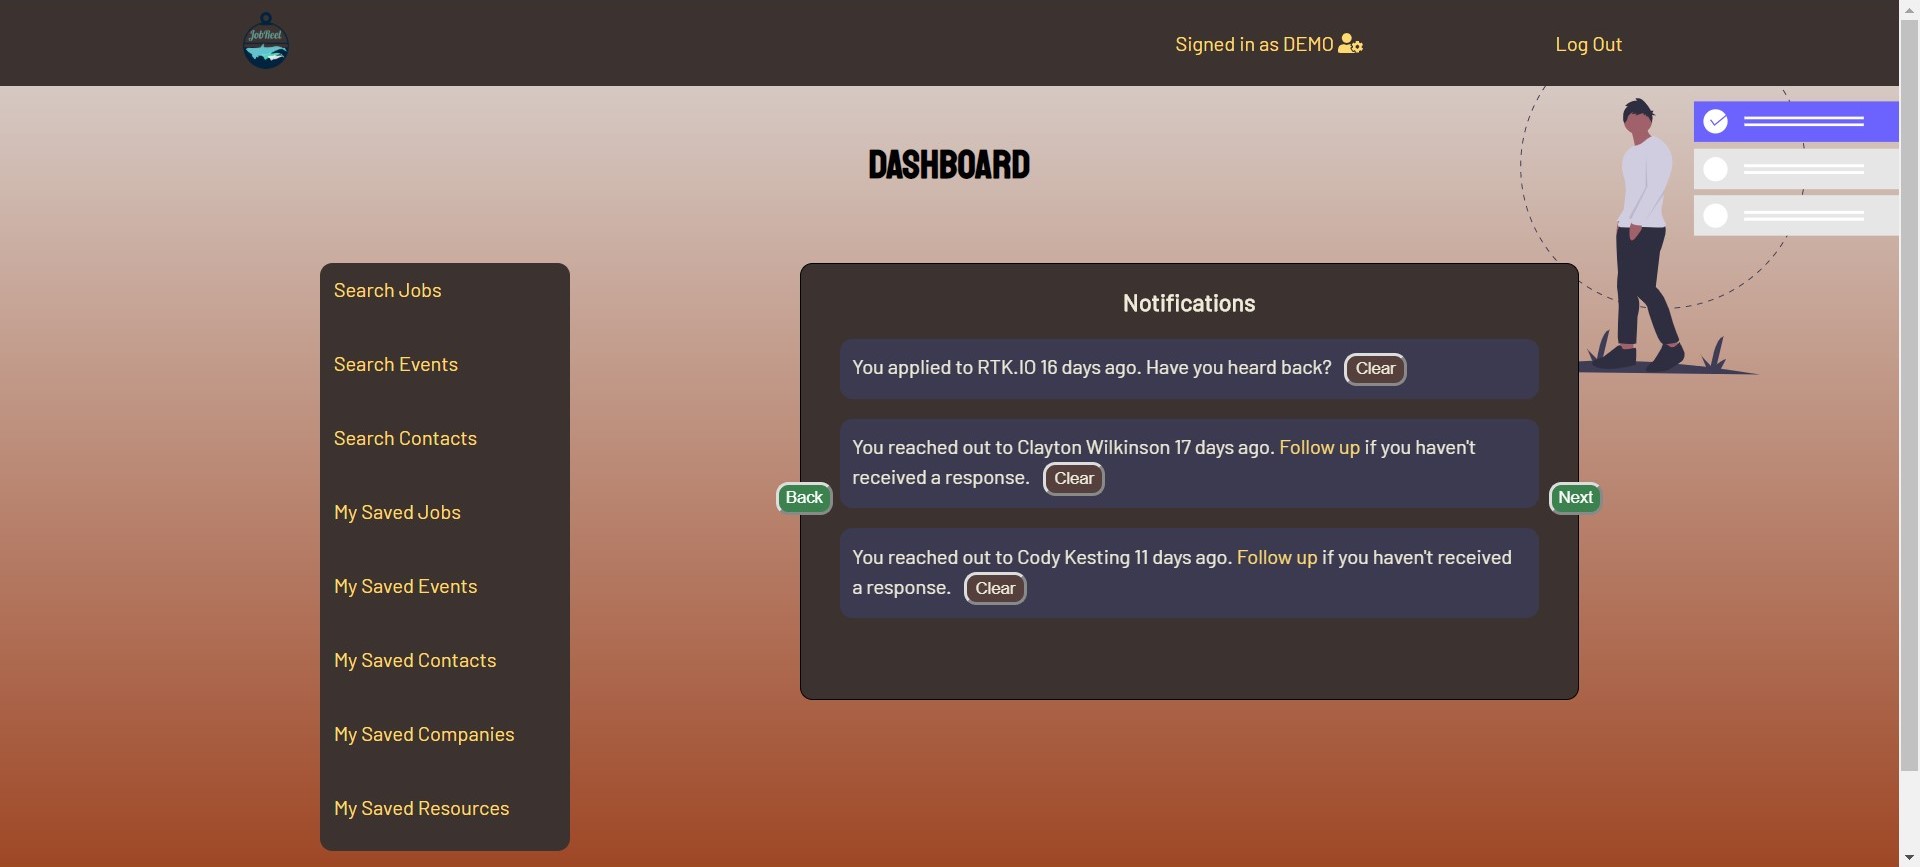 JobReel
Signed in as DEMO
Log Out
DASHBOARD
Search Jobs
Search Events
Search Contacts
My Saved Jobs
My Saved Events
My Saved Contacts
My Saved Companies
My Saved Resources
Notifications
You applied to RTK.IO 16 days ago. Have you heard back? Clear
You reached out to Clayton Wilkinson 17 days ago. Follow up if you haven't
received a response. Clear
Back
Next
You reached out to Cody Kesting 11 days ago. Follow up if you haven't received
a response. Clear